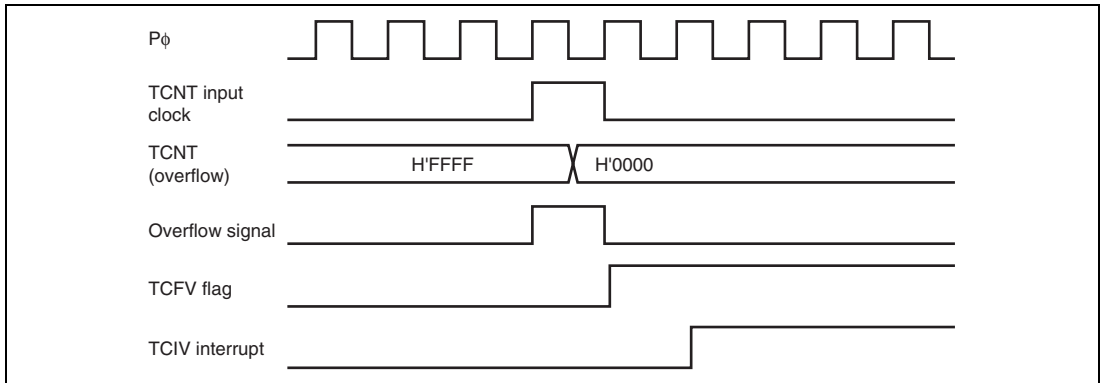 Pϕ
TCNT input
clock
TCNT
(overflow)
H'FFFF
H'0000
Overflow signal
TCFV flag
TCIV interrupt